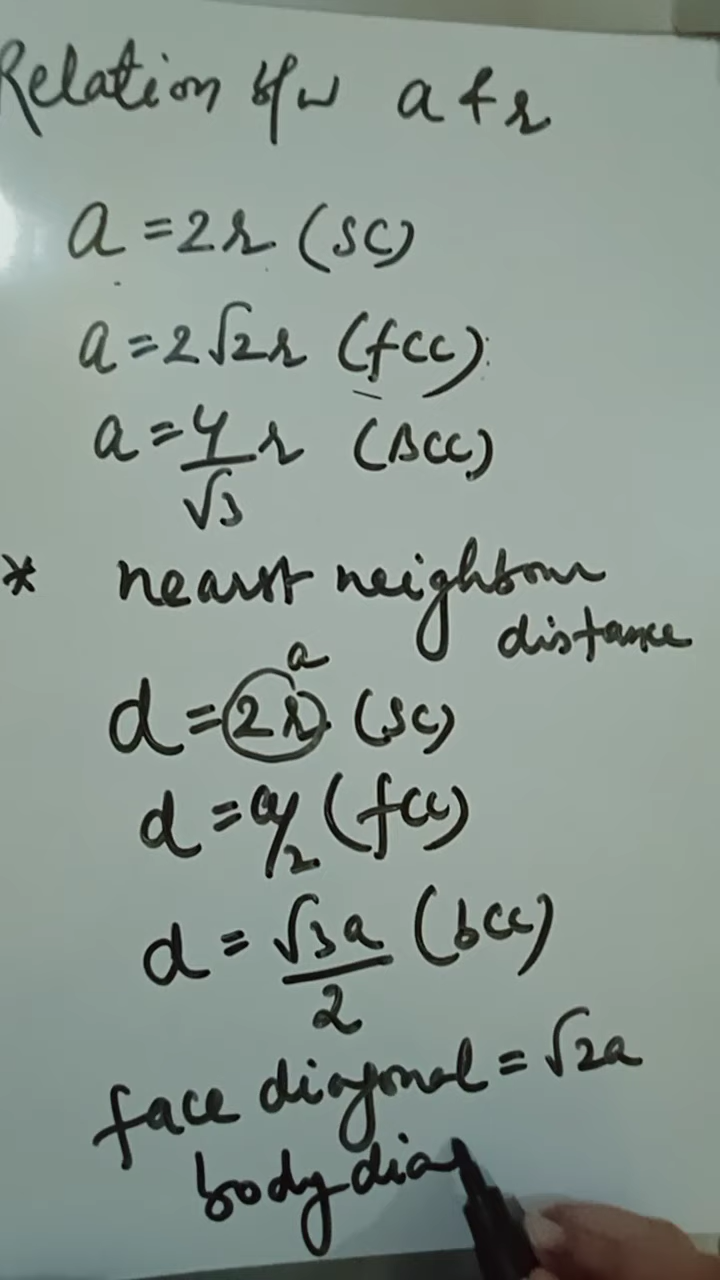 Relation b/w a & r
a = 2r (SC)
a = 2√2r (fcc)
a = 4/√3 r (BCC)
* nearst neighbour
distance
a
d = 2r (SC)
d = a/2 (fcc)
d = √3a/2 (bcc)
face diagonal = √2a
body dia